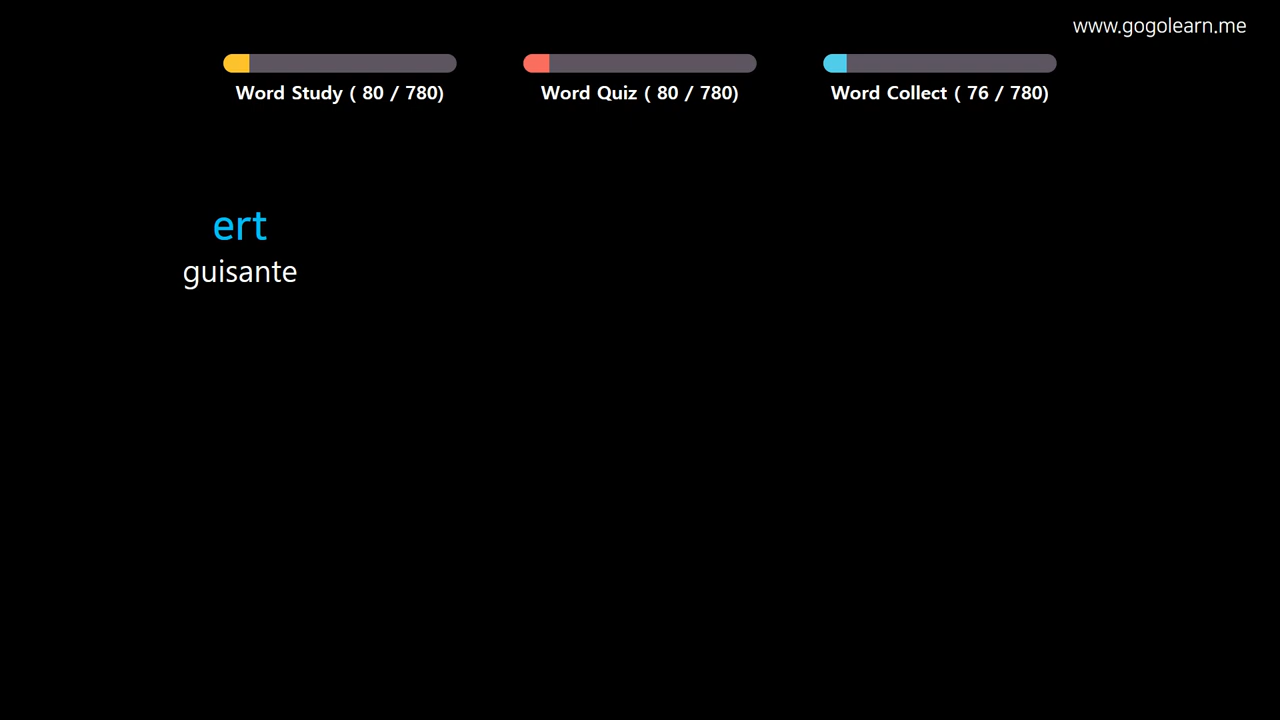 www.gogolearn.me
Word Study ( 80 / 780)
Word Quiz ( 80 / 780)
Word Collect ( 76 / 780)
ert
guisante